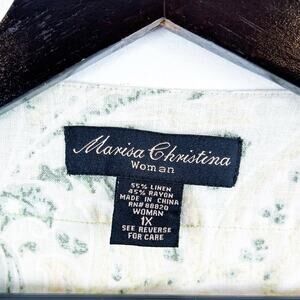 Marisa Christina
Woman
55% LINEN
45% RAYON
MADE IN CHINA
RN# 88820
WOMAN
1X
SEE REVERSE
FOR CARE